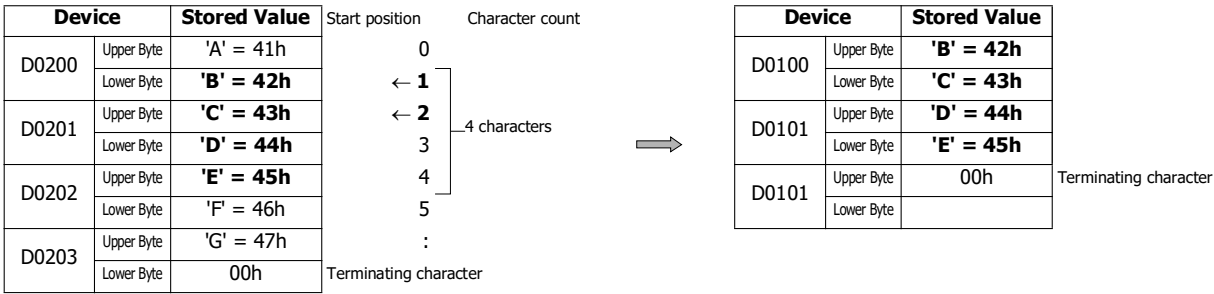 Device Stored Value Start position Character count Device Stored Value
D0200 Upper Byte 'A' = 41h 0 D0100 Upper Byte 'B' = 42h
Lower Byte 'B' = 42h ← 1 Lower Byte 'C' = 43h
D0201 Upper Byte 'C' = 43h ← 2 4 characters D0101 Upper Byte 'D' = 44h
Lower Byte 'D' = 44h 3 Lower Byte 'E' = 45h
D0202 Upper Byte 'E' = 45h 4 D0101 Upper Byte 00h Terminating character
Lower Byte 'F' = 46h 5 Lower Byte
D0203 Upper Byte 'G' = 47h :
Lower Byte 00h Terminating character